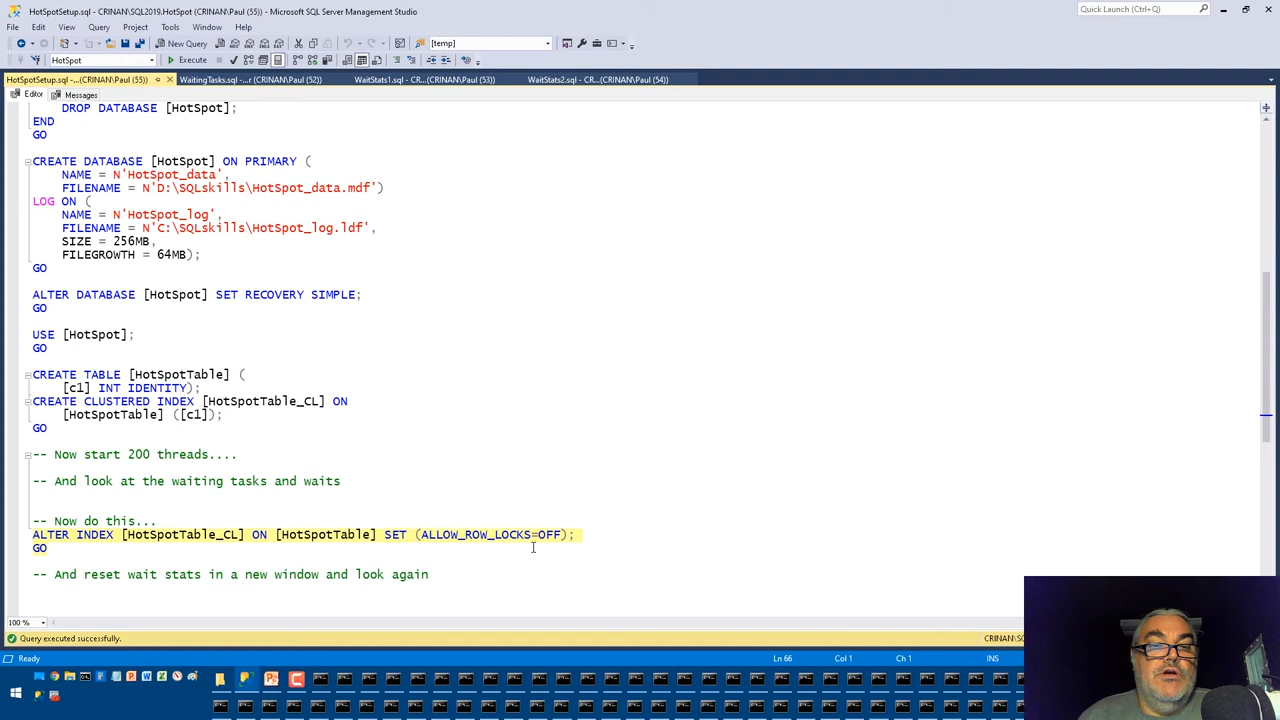 HotSpotSetup.sql - CRINAN\SQL2019.HotSpot (CRINAN\Paul (55)) - Microsoft SQL Server Management Studio
Quick Launch (Ctrl+Q)
File Edit View Query Project Tools Window Help
New Query
[temp]
HotSpot
Execute
HotSpotSetup.sql -...(CRINAN\Paul (55)) WaitingTasks.sql -...r (CRINAN\Paul (52)) WaitStats1.sql - CR...(CRINAN\Paul (53)) WaitStats2.sql - CR...(CRINAN\Paul (54))
Editor Messages
DROP DATABASE [HotSpot];
END
GO
CREATE DATABASE [HotSpot] ON PRIMARY (
NAME = N'HotSpot_data',
FILENAME = N'D:\SQLskills\HotSpot_data.mdf')
LOG ON (
NAME = N'HotSpot_log',
FILENAME = N'C:\SQLskills\HotSpot_log.ldf',
SIZE = 256MB,
FILEGROWTH = 64MB);
GO
ALTER DATABASE [HotSpot] SET RECOVERY SIMPLE;
GO
USE [HotSpot];
GO
CREATE TABLE [HotSpotTable] (
[c1] INT IDENTITY);
CREATE CLUSTERED INDEX [HotSpotTable_CL] ON
[HotSpotTable] ([c1]);
GO
-- Now start 200 threads....
-- And look at the waiting tasks and waits
-- Now do this...
ALTER INDEX [HotSpotTable_CL] ON [HotSpotTable] SET (ALLOW_ROW_LOCKS=OFF);
GO
-- And reset wait stats in a new window and look again
100 %
Query executed successfully.
Ready
Ln 66 Col 1 Ch 1 INS